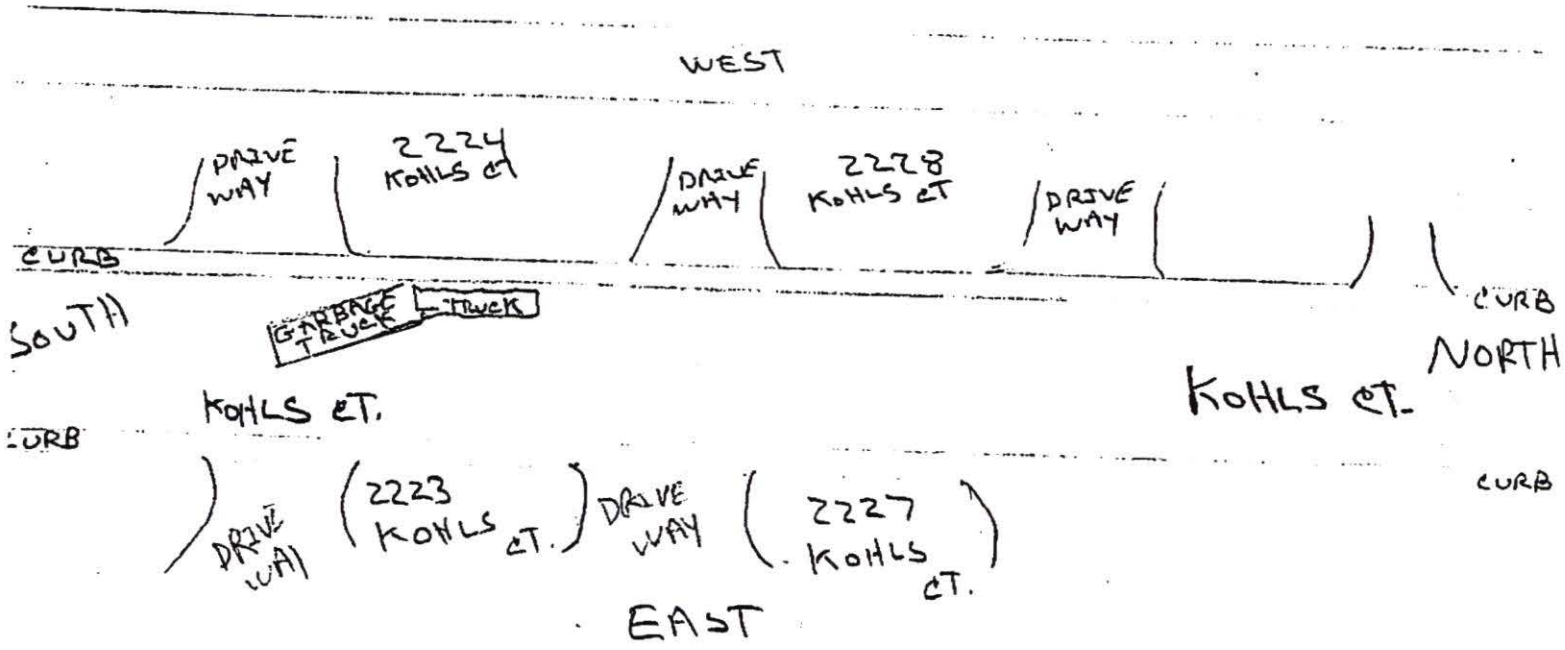 WEST
DRIVE
WAY
2224
KOHLS CT
DRIVE
WAY
2228
KOHLS CT
DRIVE
WAY
CURB
CURB
SOUTH
GARBAGE
TRUCK
TRUCK
NORTH
KOHLS CT.
KOHLS CT.
CURB
CURB
DRIVE
WAY
2223
KOHLS
CT.
DRIVE
WAY
2227
KOHLS
CT.
EAST